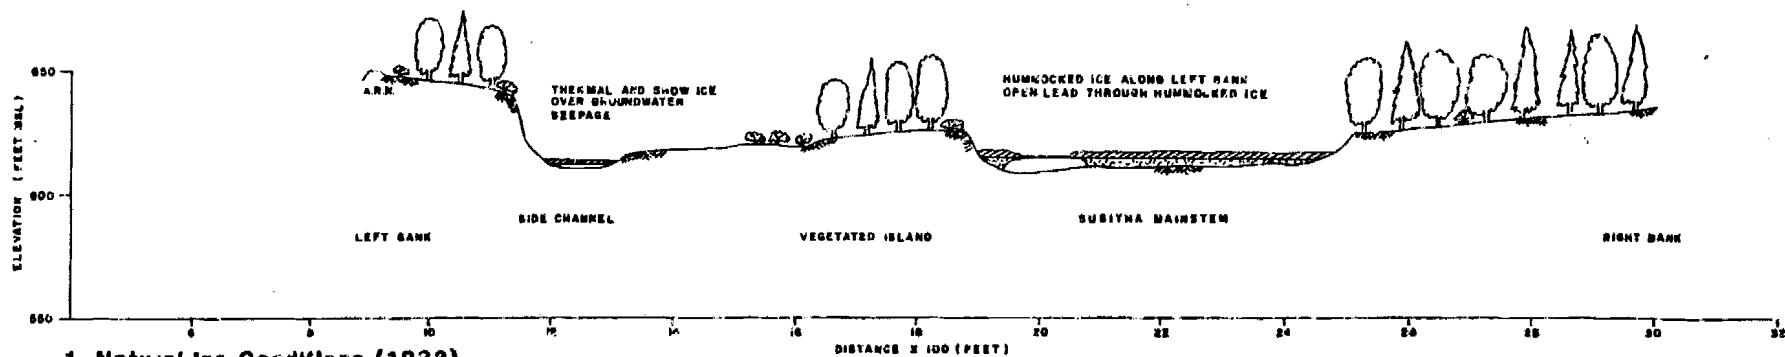 650
A.R.R.
THERMAL AND SNOW ICE
OVER GROUNDWATER
SEEPAGE
HUMMOCKED ICE ALONG LEFT BANK
OPEN LEAD THROUGH HUMMOCKED ICE
ELEVATION (FEET MSL)
600
SIDE CHANNEL
SUSITNA MAINSTEM
LEFT BANK
VEGETATED ISLAND
RIGHT BANK
550
6 8 10 12 14 16 18 20 22 24 26 28 30 32
DISTANCE X 100 (FEET)
1. Natural Ice Conditions